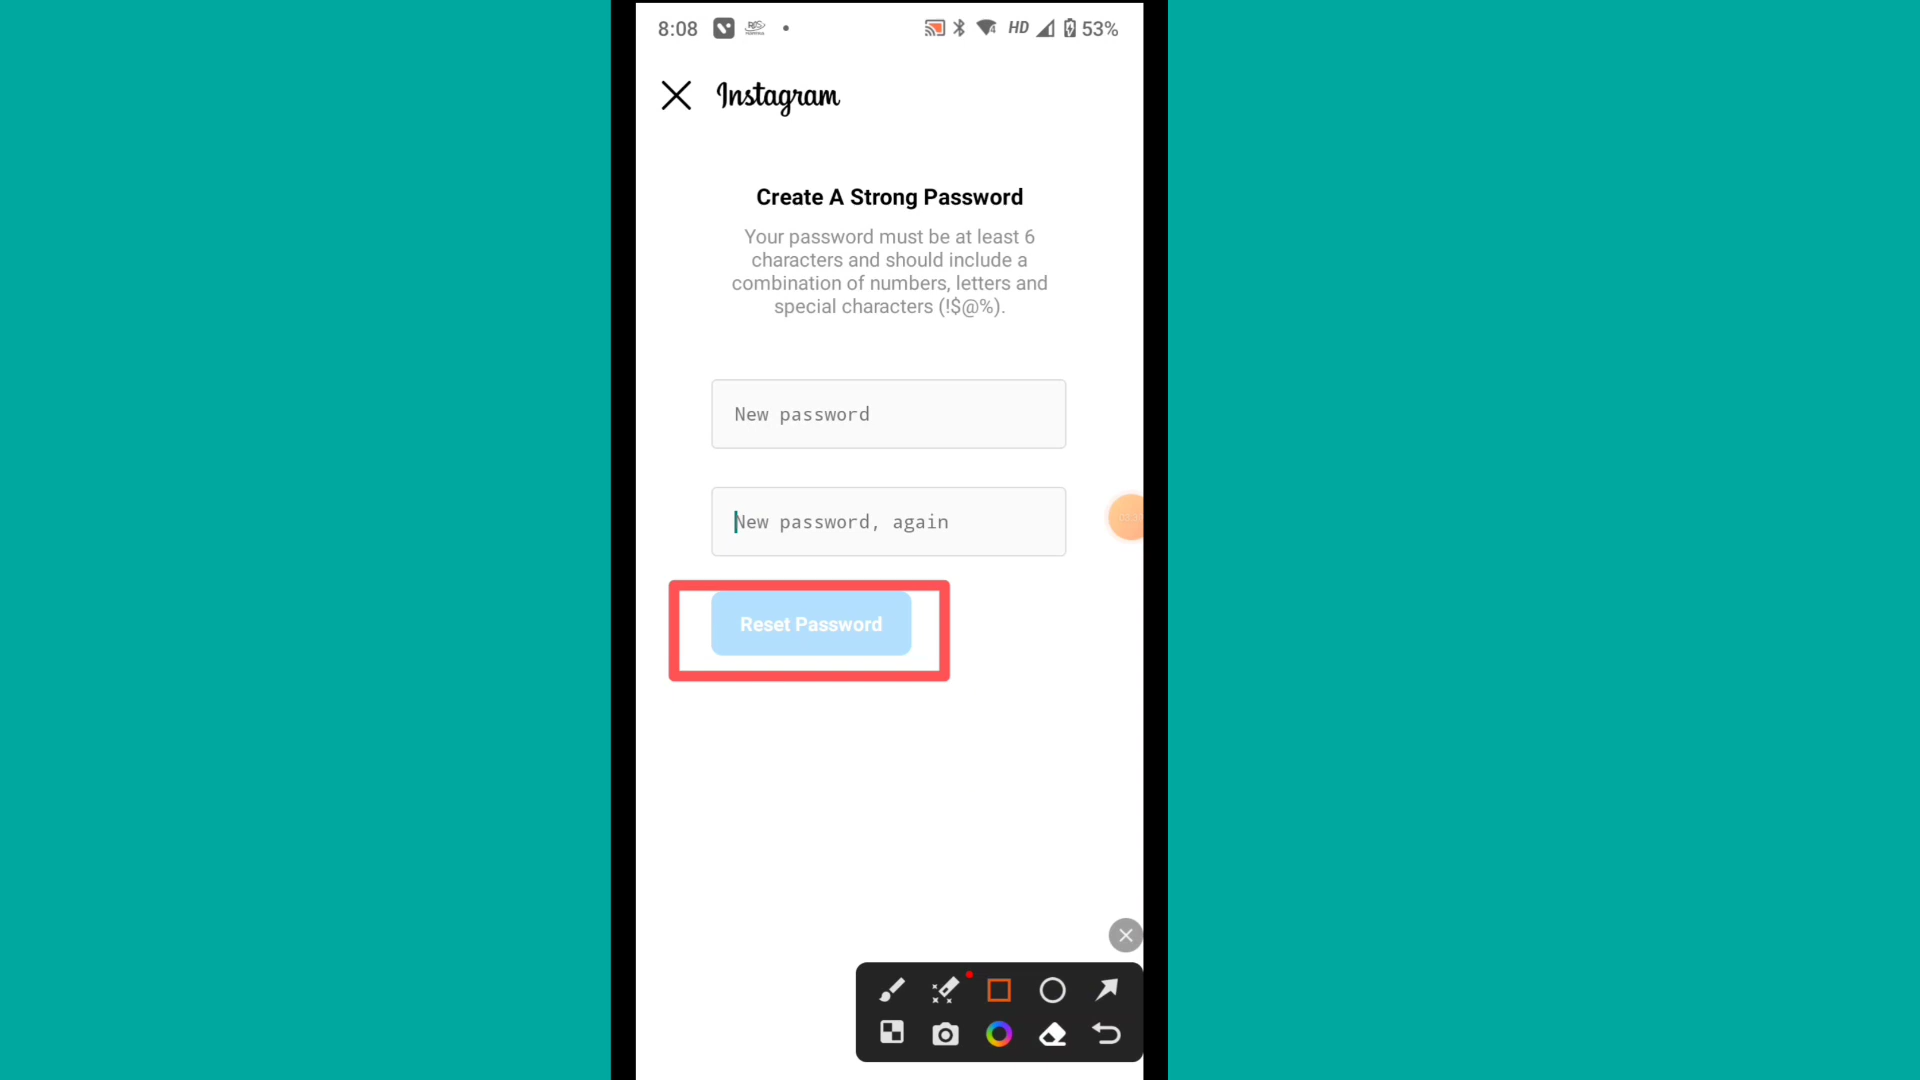 8:08 HD 53%
Instagram
Create A Strong Password
Your password must be at least 6
characters and should include a
combination of numbers, letters and
special characters (!$@%).
New password
New password, again
Reset Password